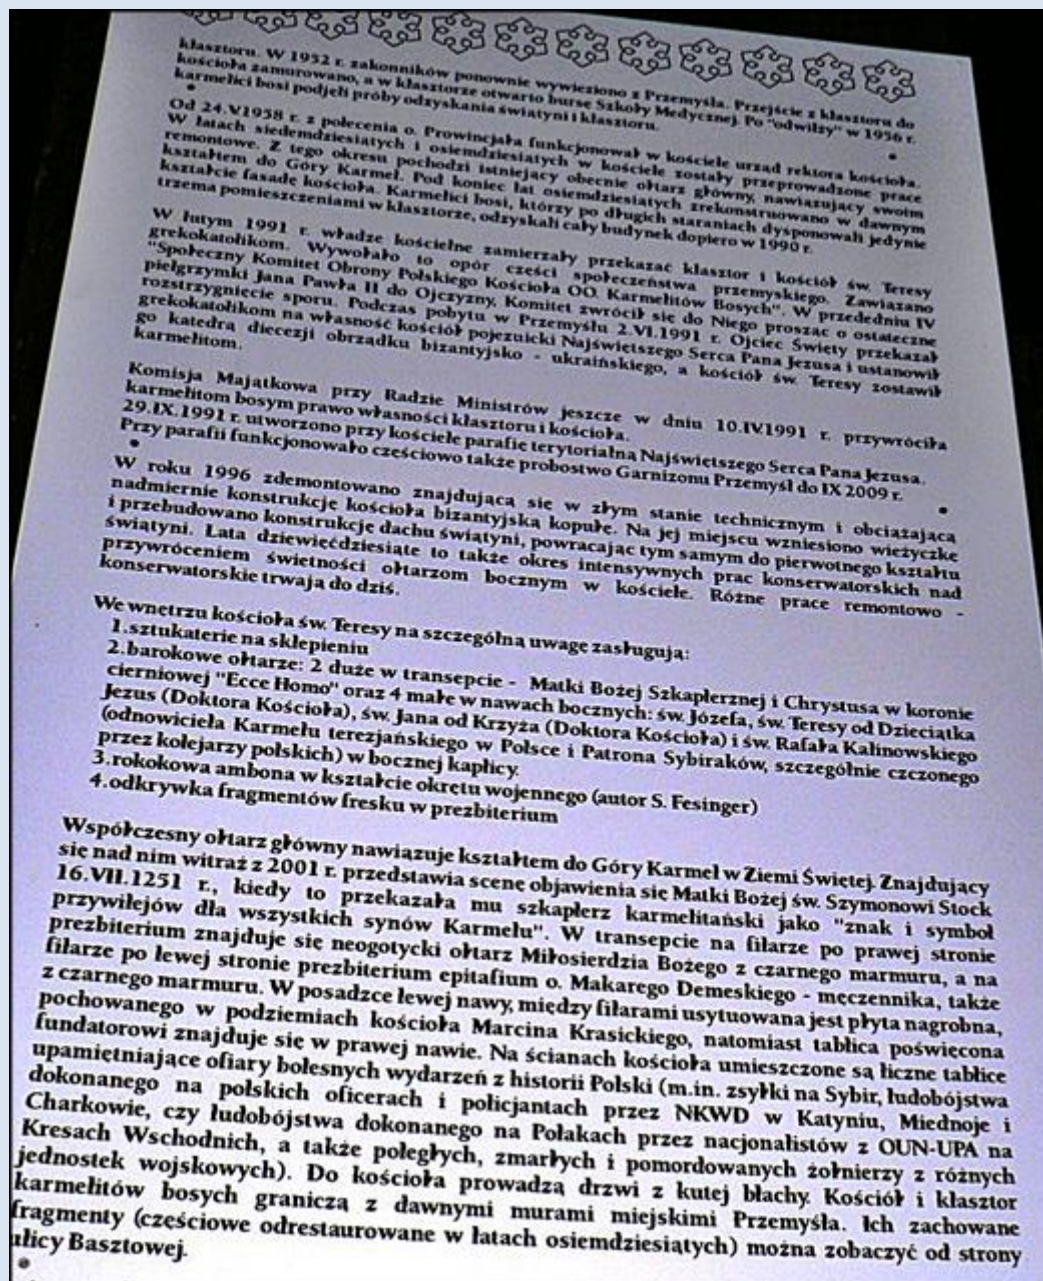 klasztoru. W 1952 r. zakonników ponownie wywieziono z Przemyśla. Przejście z klasztoru do
kościoła zamurowano, a w klasztorze otwarto bursę Szkoły Medycznej. Po "odwilży" w 1956 r.
karmelici bosi podjęli próby odzyskania świątyni i klasztoru.
Od 24.V.1958 r. z polecenia o. Prowincjała funkcjonował w kościele urząd rektora kościoła.
W latach siedemdziesiątych i osiemdziesiątych w kościele zostały przeprowadzone prace
remontowe. Z tego okresu pochodzi istniejący obecnie ołtarz główny, nawiązujący swoim
kształtem do Góry Karmel. Pod koniec lat osiemdziesiątych zrekonstruowano w dawnym
kształcie fasadę kościoła. Karmelici bosi, którzy po długich staraniach dysponowali jedynie
trzema pomieszczeniami w klasztorze, odzyskali cały budynek dopiero w 1990 r.
W lutym 1991 r. władze kościelne zamierzały przekazać klasztor i kościół św. Teresy
grekokatolikom. Wywołało to opór części społeczeństwa przemyskiego. Zawiązano
"Społeczny Komitet Obrony Polskiego Kościoła OO. Karmelitów Bosych". W przededniu IV
pielgrzymki Jana Pawła II do Ojczyzny, Komitet zwrócił się do Niego prosząc o ostateczne
rozstrzygnięcie sporu. Podczas pobytu w Przemyślu 2.VI.1991 r. Ojciec Święty przekazał
grekokatolikom na własność kościół pojezuicki Najświętszego Serca Pana Jezusa i ustanowił
go katedrą diecezji obrządku bizantyjsko - ukraińskiego, a kościół św. Teresy zostawił
karmelitom.
Komisja Majątkowa przy Radzie Ministrów jeszcze w dniu 10.IV.1991 r. przywróciła
karmelitom bosym prawo własności klasztoru i kościoła.
29.IX.1991 r. utworzono przy kościele parafię terytorialną Najświętszego Serca Pana Jezusa.
Przy parafii funkcjonowało częściowo także probostwo Garnizonu Przemyśl do IX 2009 r.
W roku 1996 zdemontowano znajdującą się w złym stanie technicznym i obciążającą
nadmiernie konstrukcję kościoła bizantyjską kopułę. Na jej miejscu wzniesiono wieżyczkę
i przebudowano konstrukcję dachu świątyni, powracając tym samym do pierwotnego kształtu
świątyni. Lata dziewięćdziesiąte to także okres intensywnych prac konserwatorskich nad
przywróceniem świetności ołtarzom bocznym w kościele. Różne prace remontowo -
konserwatorskie trwają do dziś.
We wnętrzu kościoła św. Teresy na szczególną uwagę zasługują:
1.sztukaterie na sklepieniu
2.barokowe ołtarze: 2 duże w transepcie - Matki Bożej Szkaplerznej i Chrystusa w koronie
cierniowej "Ecce Homo" oraz 4 małe w nawach bocznych: św. Józefa, św. Teresy od Dzieciątka
Jezus (Doktora Kościoła), św. Jana od Krzyża (Doktora Kościoła) i św. Rafała Kalinowskiego
(odnowiciela Karmelu terezjańskiego w Polsce i Patrona Sybiraków, szczególnie czczonego
przez kolejarzy polskich) w bocznej kaplicy.
3.rokokowa ambona w kształcie okrętu wojennego (autor S. Fesinger)
4.odkrywka fragmentów fresku w prezbiterium
Współczesny ołtarz główny nawiązuje kształtem do Góry Karmel w Ziemi Świętej. Znajdujący
się nad nim witraż z 2001 r. przedstawia scenę objawienia się Matki Bożej św. Szymonowi Stock
16.VII.1251 r., kiedy to przekazała mu szkaplerz karmelitański jako "znak i symbol
przywilejów dla wszystkich synów Karmelu". W transepcie na filarze po prawej stronie
prezbiterium znajduje się neogotycki ołtarz Miłosierdzia Bożego z czarnego marmuru, a na
filarze po lewej stronie prezbiterium epitafium o. Makarego Demeskiego - męczennika, także
z czarnego marmuru. W posadzce lewej nawy, między filarami usytuowana jest płyta nagrobna,
pochowanego w podziemiach kościoła Marcina Krasickiego, natomiast tablica poświęcona
fundatorowi znajduje się w prawej nawie. Na ścianach kościoła umieszczone są liczne tablice
upamiętniające ofiary bolesnych wydarzeń z historii Polski (m.in. zsyłki na Sybir, ludobójstwa
dokonanego na polskich oficerach i policjantach przez NKWD w Katyniu, Miednoje i
Charkowie, czy ludobójstwa dokonanego na Polakach przez nacjonalistów z OUN-UPA na
Kresach Wschodnich, a także poległych, zmarłych i pomordowanych żołnierzy z różnych
jednostek wojskowych). Do kościoła prowadzą drzwi z kutej blachy. Kościół i klasztor
karmelitów bosych graniczą z dawnymi murami miejskimi Przemyśla. Ich zachowane
fragmenty (częściowe odrestaurowane w latach osiemdziesiątych) można zobaczyć od strony
ulicy Basztowej.